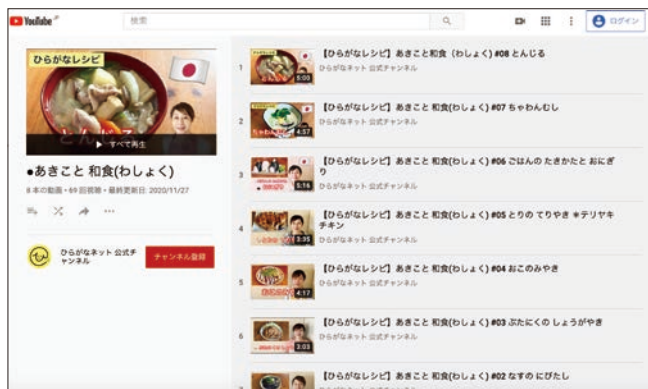 YouTube JP
検索
ログイン
ひらがなレシピ
とんじる
すべて再生
●あきこと 和食(わしょく)
8 本の動画・69 回視聴・最終更新日: 2020/11/27
ひらがなネット 公式チ
ャンネル
チャンネル登録
1
5:00
【ひらがなレシピ】あきこと和食（わしょく) #08 とんじる
ひらがなネット 公式チャンネル
2
ちゃわんむし
4:57
【ひらがなレシピ】あきこと 和食(わしょく) #07 ちゃわんむし
ひらがなネット 公式チャンネル
3
5:16
【ひらがなレシピ】あきこと 和食(わしょく) #06 ごはんの たきかたと おにぎ
り
ひらがなネット 公式チャンネル
4
3:35
【ひらがなレシピ】あきこと 和食(わしょく) #05 とりの てりやき ＊テリヤキ
チキン
ひらがなネット 公式チャンネル
5
4:17
【ひらがなレシピ】あきこと 和食(わしょく) #04 おこのみやき
ひらがなネット 公式チャンネル
6
3:03
【ひらがなレシピ】あきこと 和食(わしょく) #03 ぶたにくの しょうがやき
ひらがなネット 公式チャンネル
【ひらがなレシピ】あきこと 和食(わしょく) #02 なすの にびたし